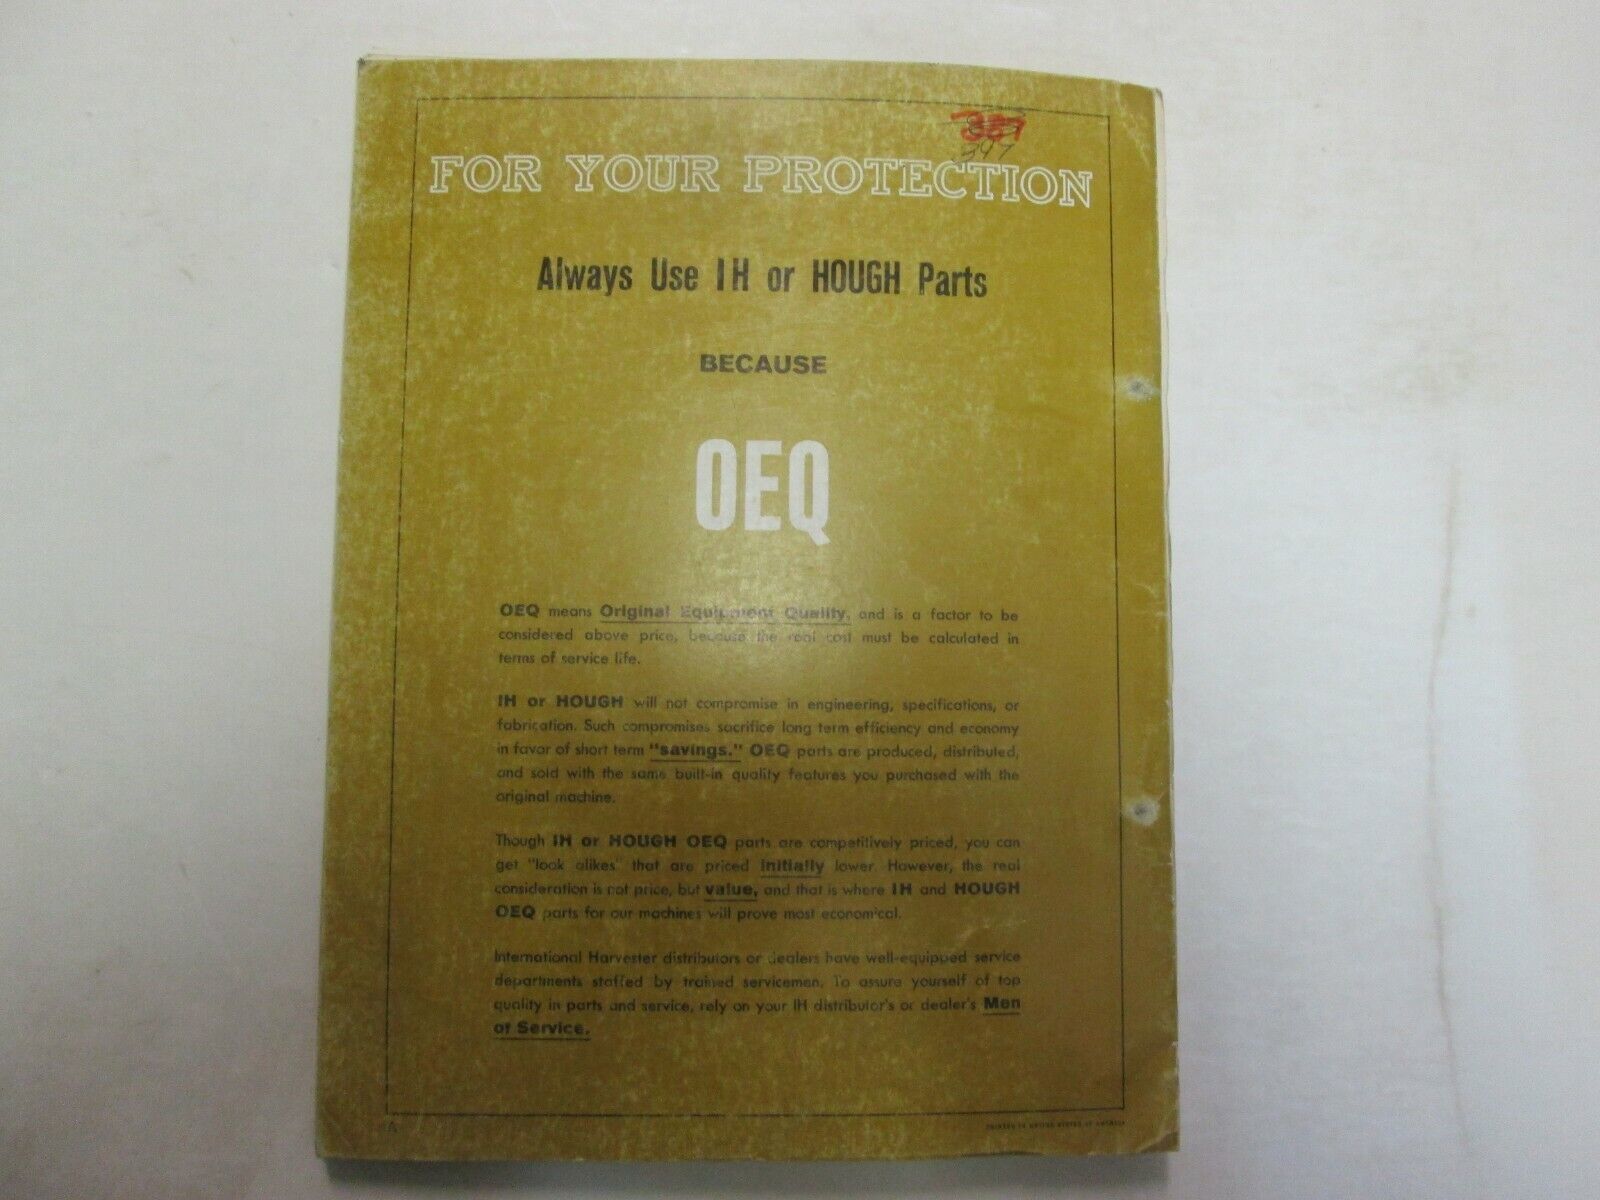 387
347
FOR YOUR PROTECTION
Always Use IH or HOUGH Parts
BECAUSE
OEQ
OEQ means Original Equipment Quality, and is a factor to be
considered above price, because the real cost must be calculated in
terms of service life.
IH or HOUGH will not compromise in engineering, specifications, or
fabrication. Such compromises sacrifice long term efficiency and economy
in favor of short term "savings." OEQ parts are produced, distributed,
and sold with the same built-in quality features you purchased with the
original machine.
Though IH or HOUGH OEQ parts are competitively priced, you can
get "look alikes" that are priced initially lower. However, the real
consideration is not price, but value, and that is where IH and HOUGH
OEQ parts for our machines will prove most economical.
International Harvester distributors or dealers have well-equipped service
departments staffed by trained servicemen. To assure yourself of top
quality in parts and service, rely on your IH distributor's or dealer's Men
of Service.
A
PRINTED IN UNITED STATES OF AMERICA